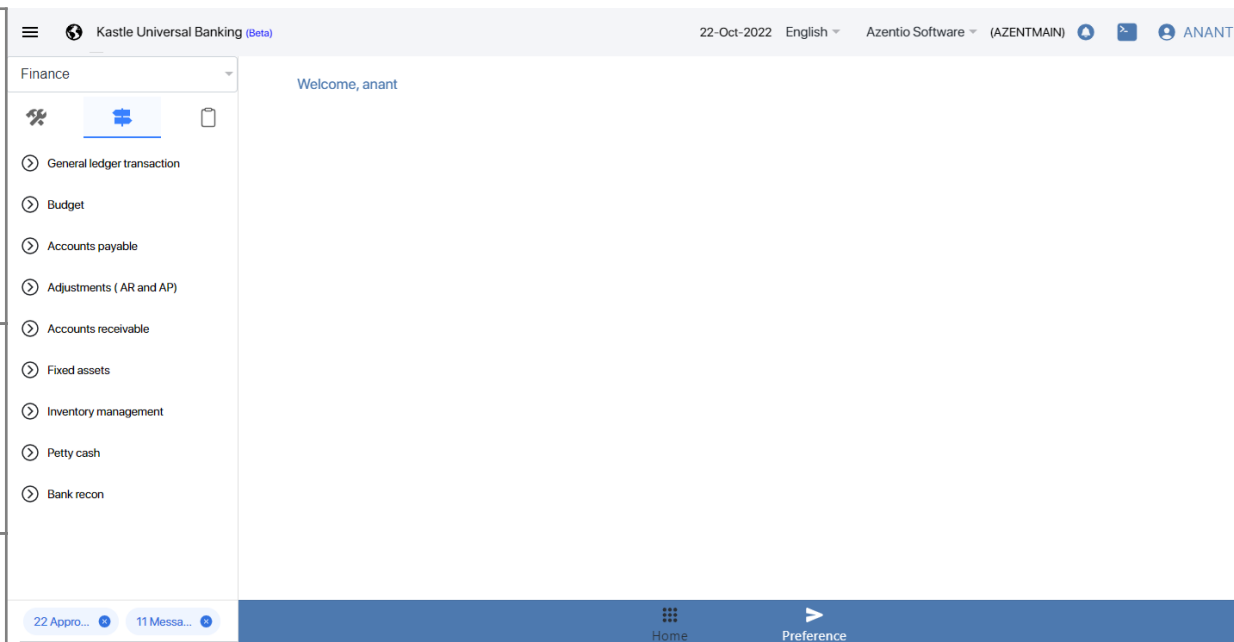 Kastle Universal Banking (Beta)
22-Oct-2022 English Azentio Software (AZENTMAIN) ANANT
Finance
Welcome, anant
General ledger transaction
Budget
Accounts payable
Adjustments ( AR and AP)
Accounts receivable
Fixed assets
Inventory management
Petty cash
Bank recon
22 Appro... 11 Messa...
Home Preference